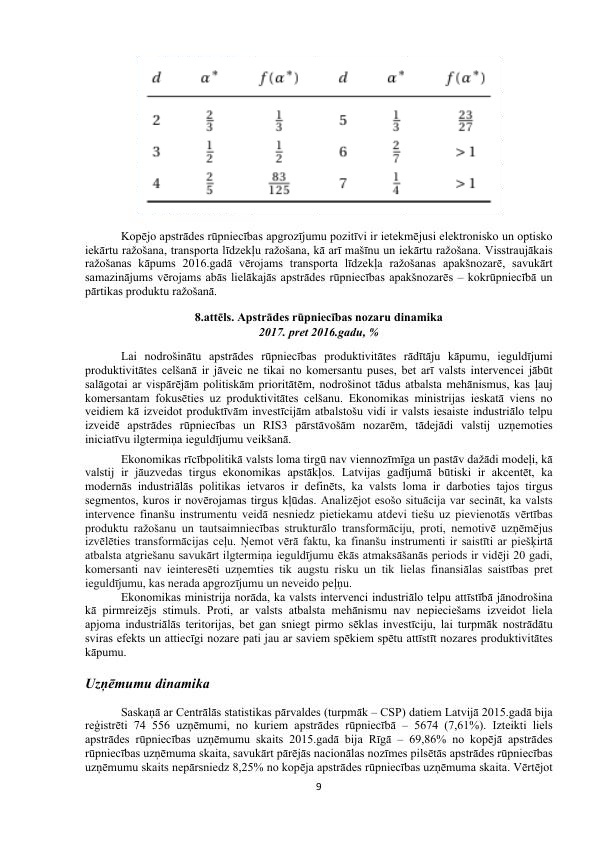 d α* f(α*) d α* f(α*)
2 2/3 1/3 5 1/3 23/27
3 1/2 1/2 6 2/7 > 1
4 2/5 83/125 7 1/4 > 1
Kopējo apstrādes rūpniecības apgrozījumu pozitīvi ir ietekmējusi elektronisko un optisko
iekārtu ražošana, transporta līdzekļu ražošana, kā arī mašīnu un iekārtu ražošana. Visstraujākais
ražošanas kāpums 2016.gadā vērojams transporta līdzekļa ražošanas apakšnozarē, savukārt
samazinājums vērojams abās lielākajās apstrādes rūpniecības apakšnozarēs – kokrūpniecībā un
pārtikas produktu ražošanā.
8.attēls. Apstrādes rūpniecības nozaru dinamika
2017. pret 2016.gadu, %
Lai nodrošinātu apstrādes rūpniecības produktivitātes rādītāju kāpumu, ieguldījumi
produktivitātes celšanā ir jāveic ne tikai no komersantu puses, bet arī valsts intervencei jābūt
salāgotai ar vispārējām politiskām prioritātēm, nodrošinot tādus atbalsta mehānismus, kas ļauj
komersantam fokusēties uz produktivitātes celšanu. Ekonomikas ministrijas ieskatā viens no
veidiem kā izveidot produktīvām investīcijām atbalstošu vidi ir valsts iesaiste industriālo telpu
izveidē apstrādes rūpniecības un RIS3 pārstāvošām nozarēm, tādejādi valstij uzņemoties
iniciatīvu ilgtermiņa ieguldījumu veikšanā.
Ekonomikas rīcībpolitikā valsts loma tirgū nav viennozīmīga un pastāv dažādi modeļi, kā
valstij ir jāuzvedas tirgus ekonomikas apstākļos. Latvijas gadījumā būtiski ir akcentēt, ka
modernās industriālās politikas ietvaros ir definēts, ka valsts loma ir darboties tajos tirgus
segmentos, kuros ir novērojamas tirgus kļūdas. Analizējot esošo situācija var secināt, ka valsts
intervence finanšu instrumentu veidā nesniedz pietiekamu atdevi tiešu uz pievienotās vērtības
produktu ražošanu un tautsaimniecības strukturālo transformāciju, proti, nemotivē uzņēmējus
izvēlēties transformācijas ceļu. Ņemot vērā faktu, ka finanšu instrumenti ir saistīti ar piešķirtā
atbalsta atgriešanu savukārt ilgtermiņa ieguldījumu ēkās atmaksāšanās periods ir vidēji 20 gadi,
komersanti nav ieinteresēti uzņemties tik augstu risku un tik lielas finansiālas saistības pret
ieguldījumu, kas nerada apgrozījumu un neveido peļņu.
Ekonomikas ministrija norāda, ka valsts intervenci industriālo telpu attīstībā jānodrošina
kā pirmreizējs stimuls. Proti, ar valsts atbalsta mehānismu nav nepieciešams izveidot liela
apjoma industriālās teritorijas, bet gan sniegt pirmo sēklas investīciju, lai turpmāk nostrādātu
sviras efekts un attiecīgi nozare pati jau ar saviem spēkiem spētu attīstīt nozares produktivitātes
kāpumu.
Uzņēmumu dinamika
Saskaņā ar Centrālās statistikas pārvaldes (turpmāk – CSP) datiem Latvijā 2015.gadā bija
reģistrēti 74 556 uzņēmumi, no kuriem apstrādes rūpniecībā – 5674 (7,61%). Izteikti liels
apstrādes rūpniecības uzņēmumu skaits 2015.gadā bija Rīgā – 69,86% no kopējā apstrādes
rūpniecības uzņēmuma skaita, savukārt pārējās nacionālas nozīmes pilsētās apstrādes rūpniecības
uzņēmumu skaits nepārsniedz 8,25% no kopēja apstrādes rūpniecības uzņēmuma skaita. Vērtējot
9